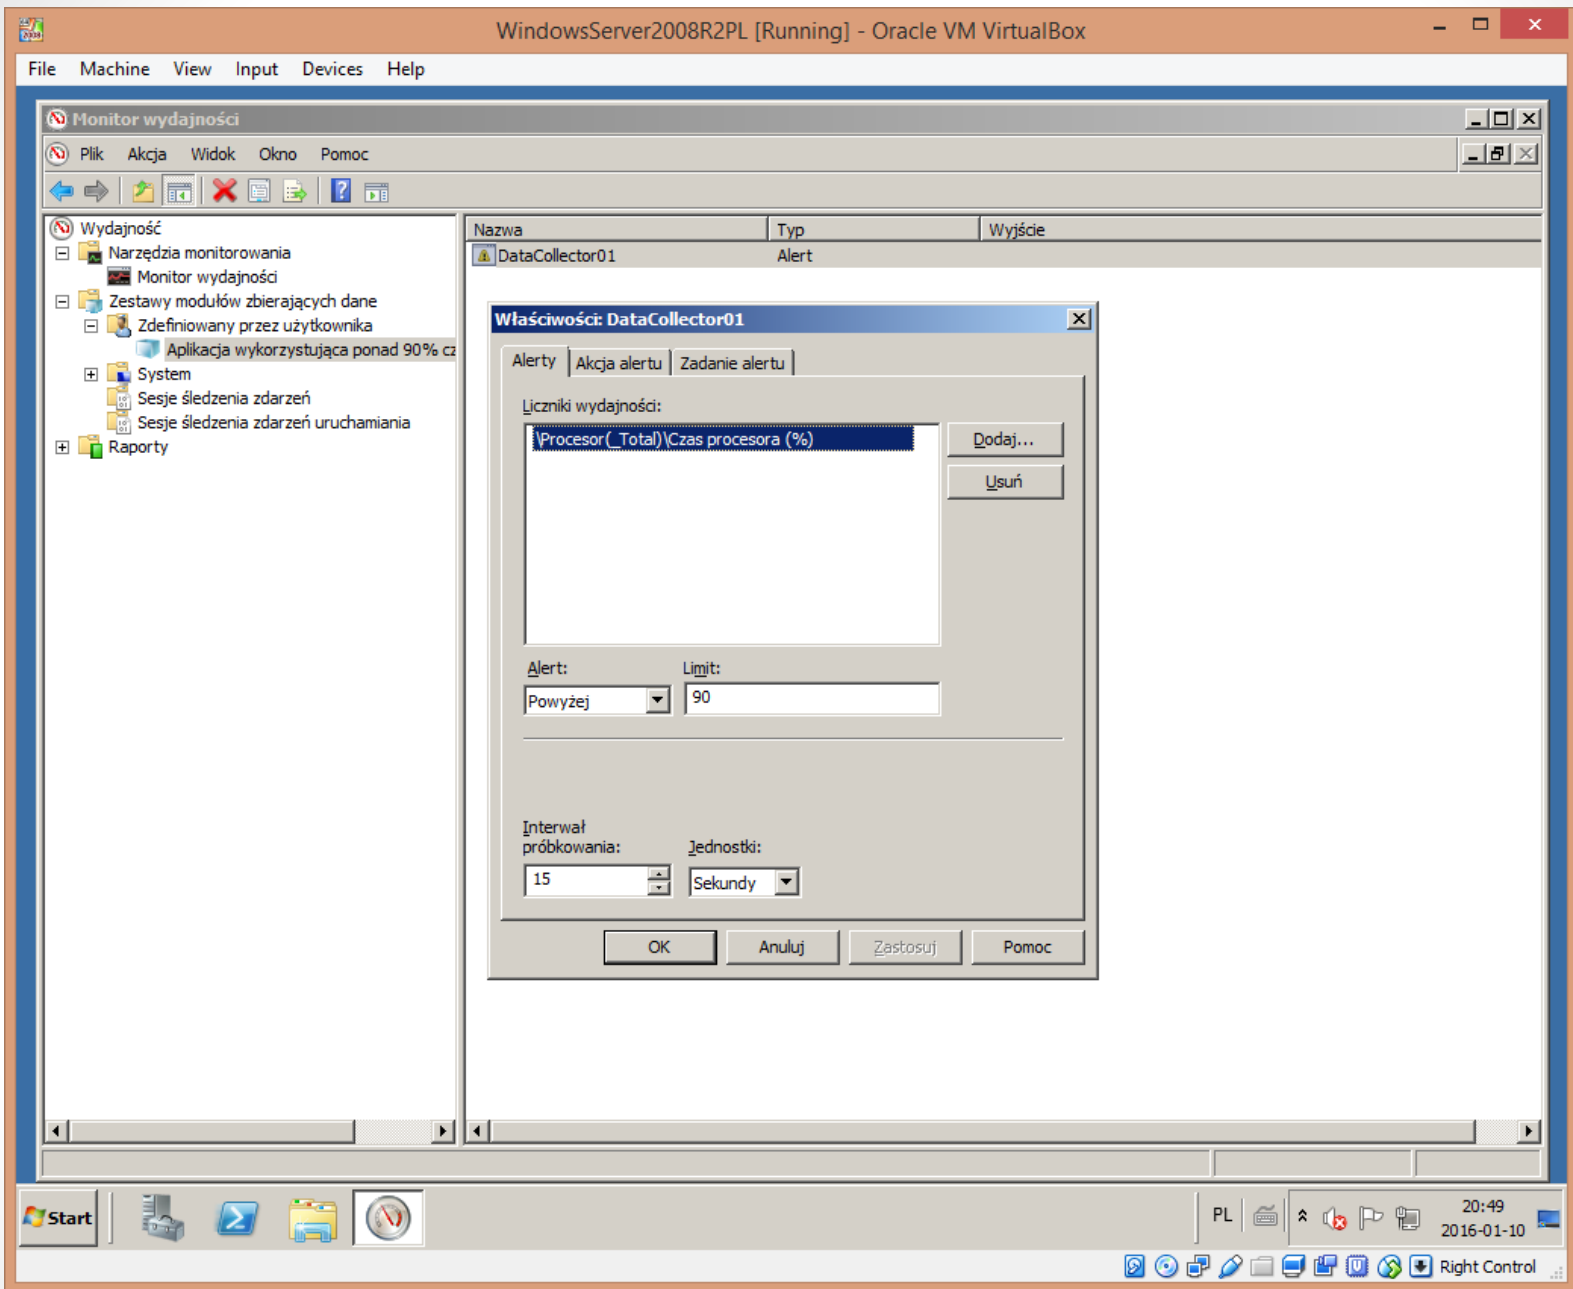 WindowsServer2008R2PL [Running] - Oracle VM VirtualBox
File Machine View Input Devices Help
Monitor wydajności
Plik Akcja Widok Okno Pomoc
Wydajność
Narzędzia monitorowania
Monitor wydajności
Zestawy modułów zbierających dane
Zdefiniowany przez użytkownika
Aplikacja wykorzystująca ponad 90% cz
System
Sesje śledzenia zdarzeń
Sesje śledzenia zdarzeń uruchamiania
Raporty
Nazwa Typ Wyjście
DataCollector01 Alert
Właściwości: DataCollector01
Alerty Akcja alertu Zadanie alertu
Liczniki wydajności:
\Procesor(_Total)\Czas procesora (%)
Dodaj...
Usuń
Alert: Limit:
Powyżej 90
Interwał
próbkowania: Jednostki:
15 Sekundy
OK Anuluj Zastosuj Pomoc
Start
PL
20:49
2016-01-10
Right Control